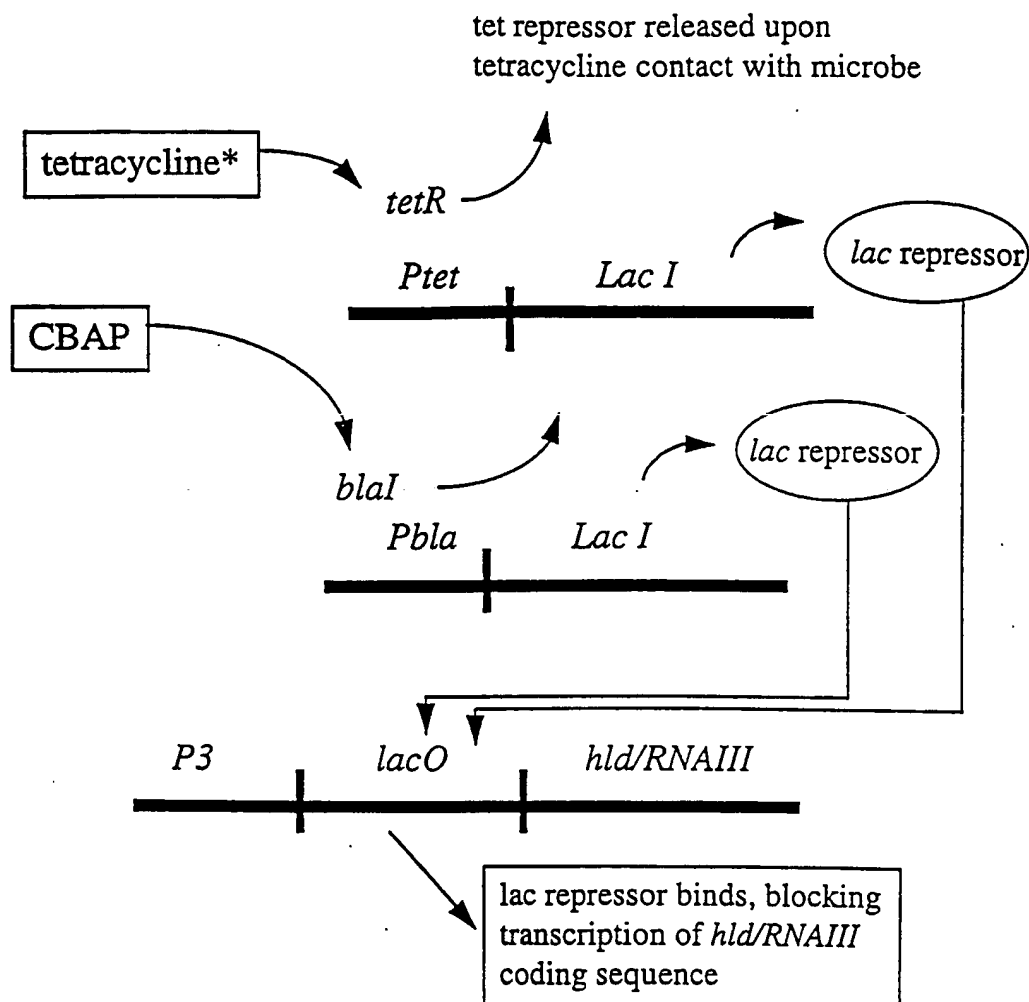 tet repressor released upon
tetracycline contact with microbe
tetracycline*
tetR
lac repressor
Ptet Lac I
CBAP
lac repressor
blaI
Pbla Lac I
P3 lacO hld/RNAIII
lac repressor binds, blocking
transcription of hld/RNAIII
coding sequence